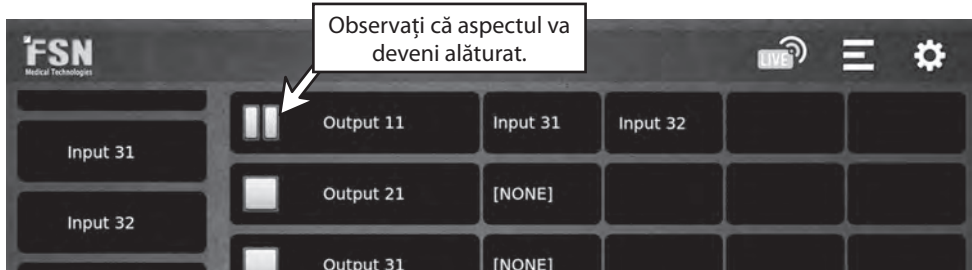 Observați că aspectul va
deveni alăturat.
FSN
Medical Technologies
LIVE
Output 11 Input 31 Input 32
Input 31
Output 21 [NONE]
Input 32
Output 31 [NONE]